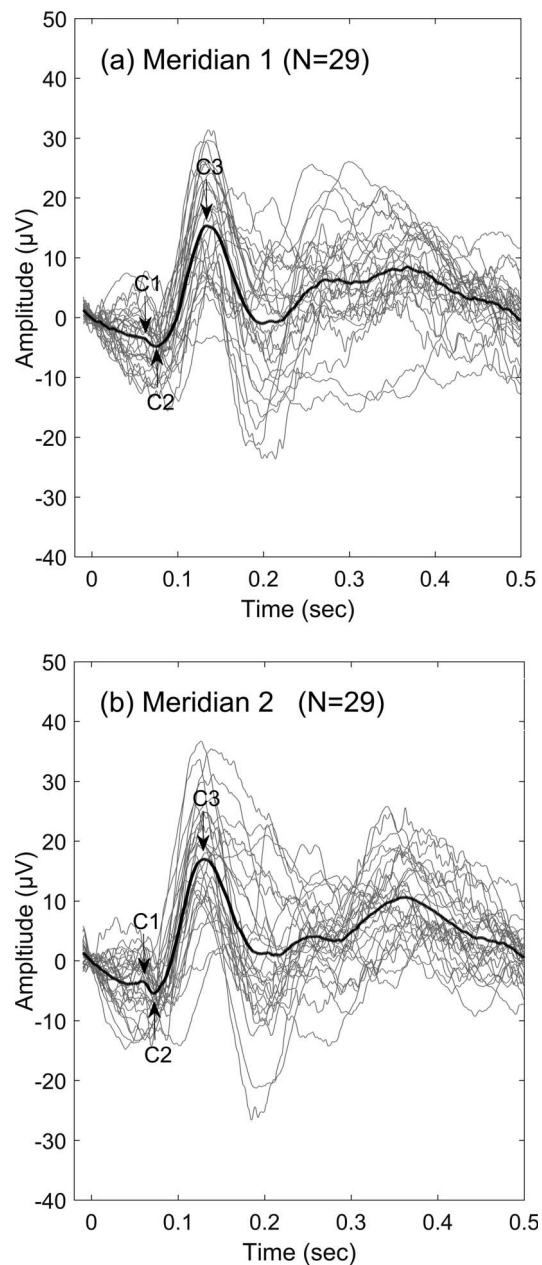 50
(a) Meridian 1 (N=29)
40
30
C3
20
10
C1
0
-10
C2
-20
-30
-40
0 0.1 0.2 0.3 0.4 0.5
Time (sec)
Amplitude (µV)
50
(b) Meridian 2 (N=29)
40
30
C3
20
10
C1
0
-10
C2
-20
-30
-40
0 0.1 0.2 0.3 0.4 0.5
Time (sec)
Ampltiude (µV)